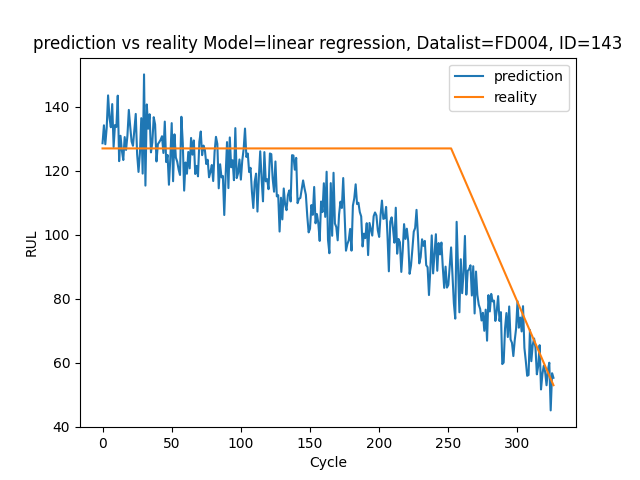 prediction vs reality Model=linear regression, Datalist=FD004, ID=143
prediction
reality
RUL
140
120
100
80
60
40
0
50
100
150
200
250
300
Cycle